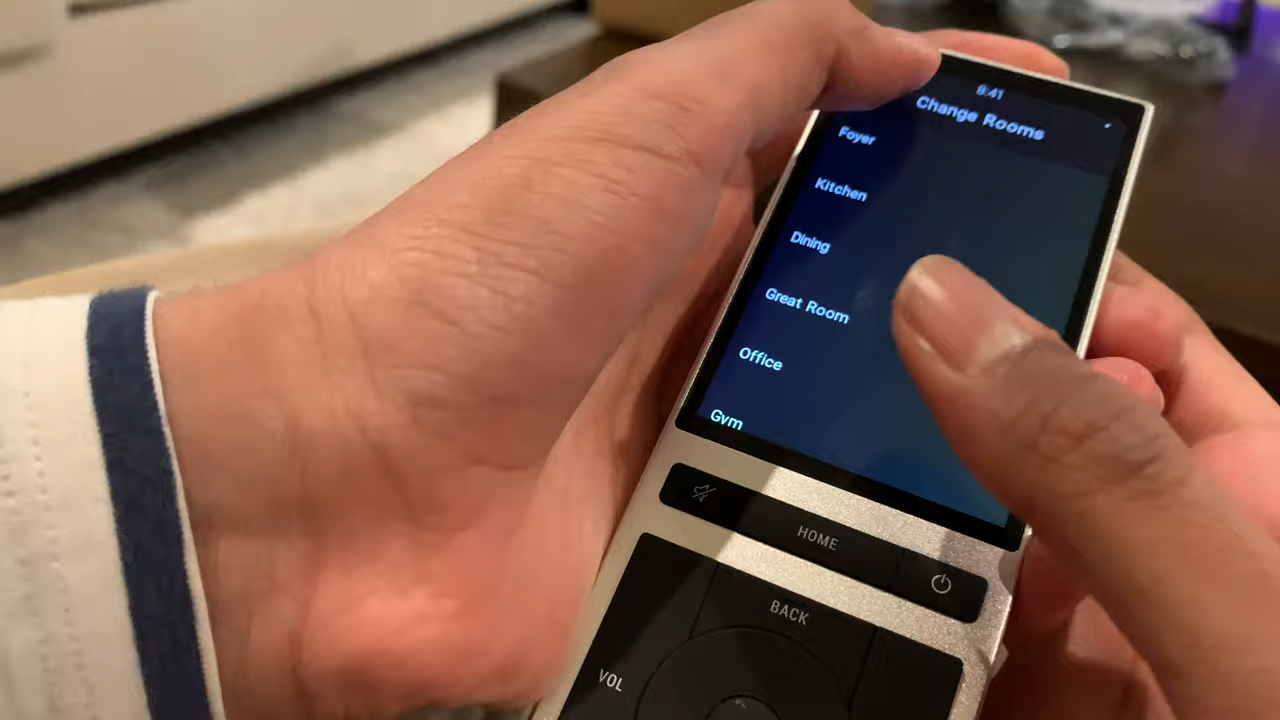 8:41
Change Rooms
Foyer
Kitchen
Dining
Great Room
Office
Gym
HOME
BACK
VOL